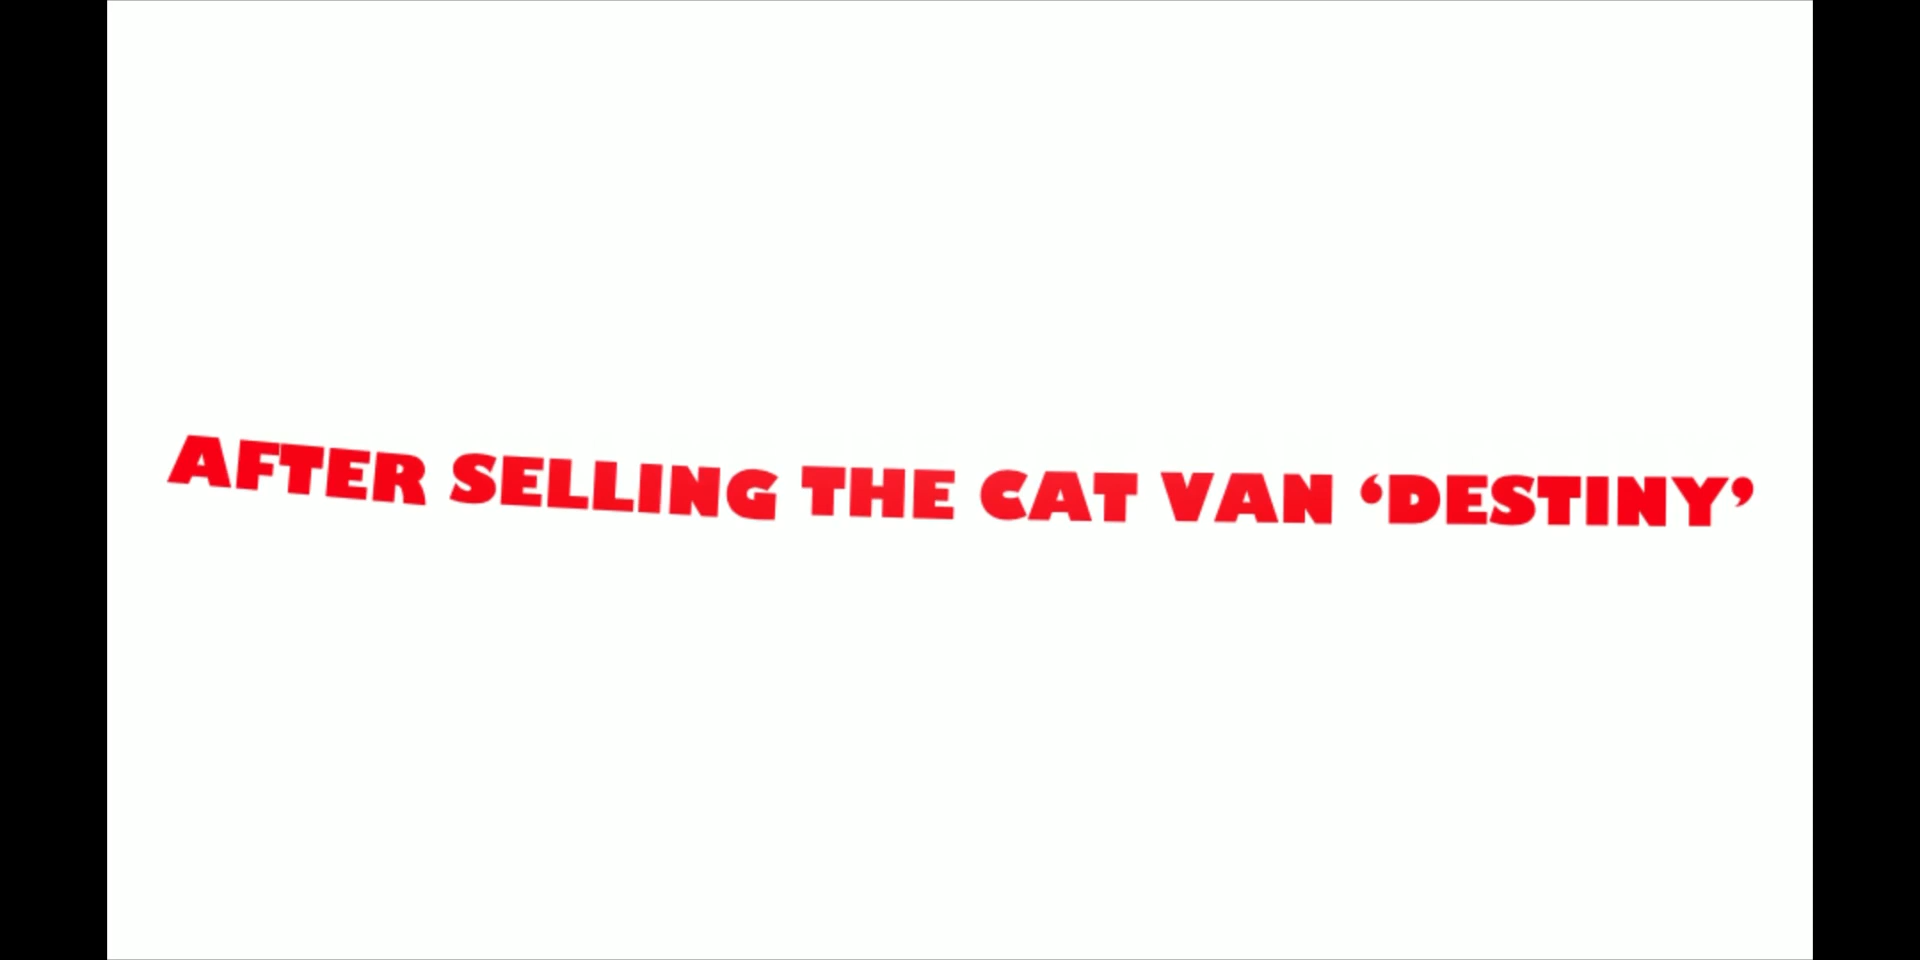 AFTER SELLING THE CAT VAN ‘DESTINY’